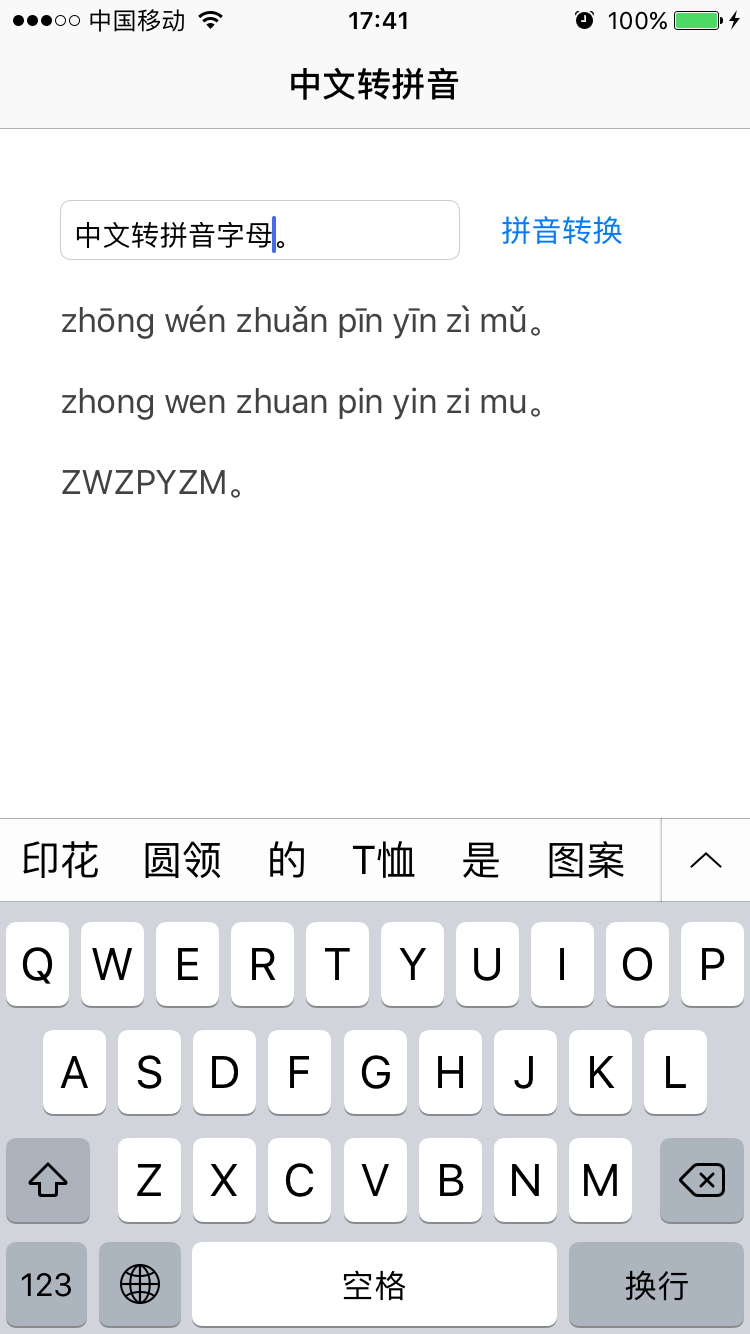 中国移动 17:41 100%
中文转拼音
中文转拼音字母。 拼音转换
zhōng wén zhuǎn pīn yīn zì mǔ。
zhong wen zhuan pin yin zi mu。
ZWZPYZM。
印花 圆领 的 T恤 是 图案
Q W E R T Y U I O P
A S D F G H J K L
Z X C V B N M
123 空格 换行